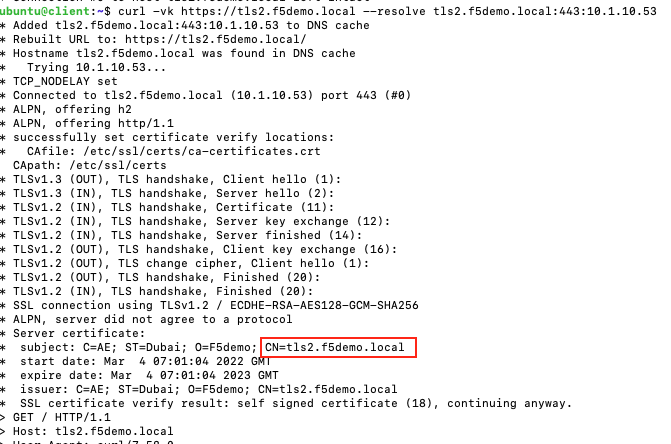 ubuntu@client:~$ curl -vk https://tls2.f5demo.local --resolve tls2.f5demo.local:443:10.1.10.53
* Added tls2.f5demo.local:443:10.1.10.53 to DNS cache
* Rebuilt URL to: https://tls2.f5demo.local/
* Hostname tls2.f5demo.local was found in DNS cache
*   Trying 10.1.10.53...
* TCP_NODELAY set
* Connected to tls2.f5demo.local (10.1.10.53) port 443 (#0)
* ALPN, offering h2
* ALPN, offering http/1.1
* successfully set certificate verify locations:
*   CAfile: /etc/ssl/certs/ca-certificates.crt
  CApath: /etc/ssl/certs
* TLSv1.3 (OUT), TLS handshake, Client hello (1):
* TLSv1.3 (IN), TLS handshake, Server hello (2):
* TLSv1.2 (IN), TLS handshake, Certificate (11):
* TLSv1.2 (IN), TLS handshake, Server key exchange (12):
* TLSv1.2 (IN), TLS handshake, Server finished (14):
* TLSv1.2 (OUT), TLS handshake, Client key exchange (16):
* TLSv1.2 (OUT), TLS change cipher, Client hello (1):
* TLSv1.2 (OUT), TLS handshake, Finished (20):
* TLSv1.2 (IN), TLS handshake, Finished (20):
* SSL connection using TLSv1.2 / ECDHE-RSA-AES128-GCM-SHA256
* ALPN, server did not agree to a protocol
* Server certificate:
*  subject: C=AE; ST=Dubai; O=F5demo; CN=tls2.f5demo.local
*  start date: Mar  4 07:01:04 2022 GMT
*  expire date: Mar  4 07:01:04 2023 GMT
*  issuer: C=AE; ST=Dubai; O=F5demo; CN=tls2.f5demo.local
*  SSL certificate verify result: self signed certificate (18), continuing anyway.
> GET / HTTP/1.1
> Host: tls2.f5demo.local